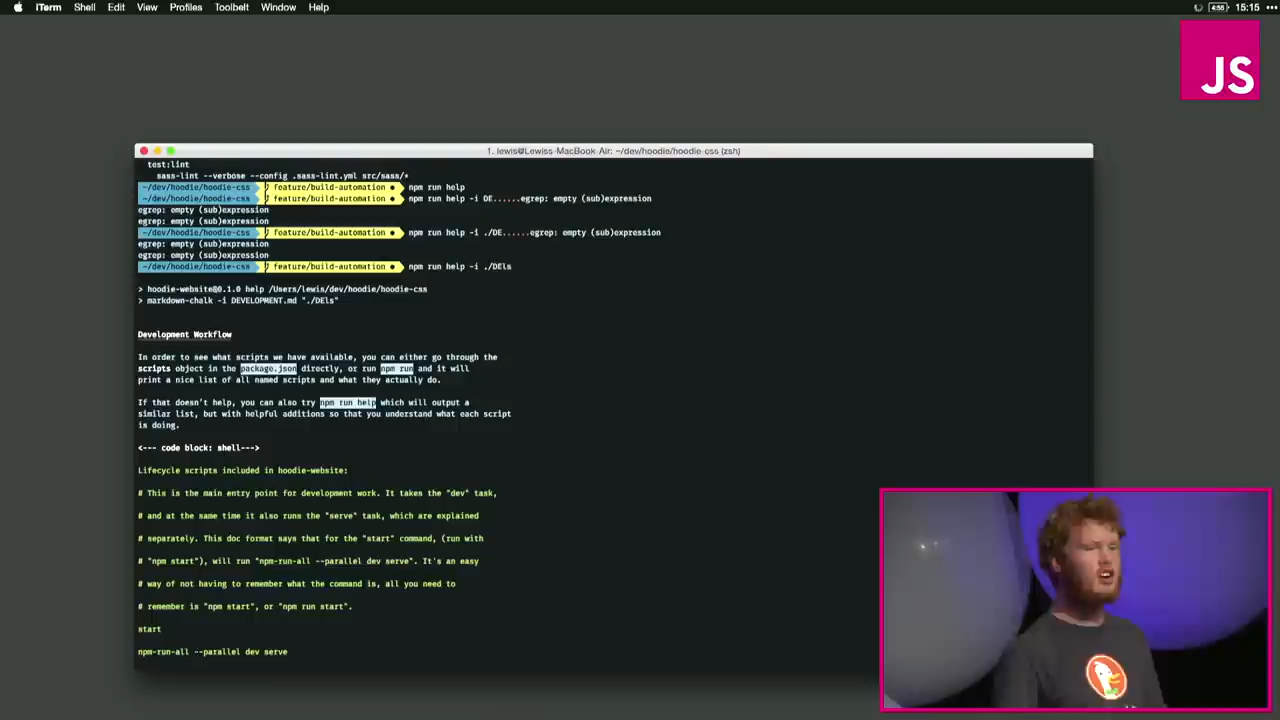 iTerm Shell Edit View Profiles Toolbelt Window Help 4:55 15:15
JS
1. lewis@Lewiss-MacBook-Air: ~/dev/hoodie/hoodie-css (zsh)
test:lint
sass-lint --verbose --config .sass-lint.yml src/sass/*
~/dev/hoodie/hoodie-css feature/build-automation ● npm run help
~/dev/hoodie/hoodie-css feature/build-automation ● npm run help -i DE......egrep: empty (sub)expression
egrep: empty (sub)expression
egrep: empty (sub)expression
~/dev/hoodie/hoodie-css feature/build-automation ● npm run help -i ./DE......egrep: empty (sub)expression
egrep: empty (sub)expression
egrep: empty (sub)expression
~/dev/hoodie/hoodie-css feature/build-automation ● npm run help -i ./DEls
> hoodie-website@0.1.0 help /Users/lewis/dev/hoodie/hoodie-css
> markdown-chalk -i DEVELOPMENT.md "./DEls"
Development Workflow
In order to see what scripts we have available, you can either go through the
scripts object in the package.json directly, or run npm run and it will
print a nice list of all named scripts and what they actually do.
If that doesn't help, you can also try npm run help which will output a
similar list, but with helpful additions so that you understand what each script
is doing.
<--- code block: shell--->
Lifecycle scripts included in hoodie-website:
# This is the main entry point for development work. It takes the "dev" task,
# and at the same time it also runs the "serve" task, which are explained
# separately. This doc format says that for the "start" command, (run with
# "npm start"), will run "npm-run-all --parallel dev serve". It's an easy
# way of not having to remember what the command is, all you need to
# remember is "npm start", or "npm run start".
start
npm-run-all --parallel dev serve